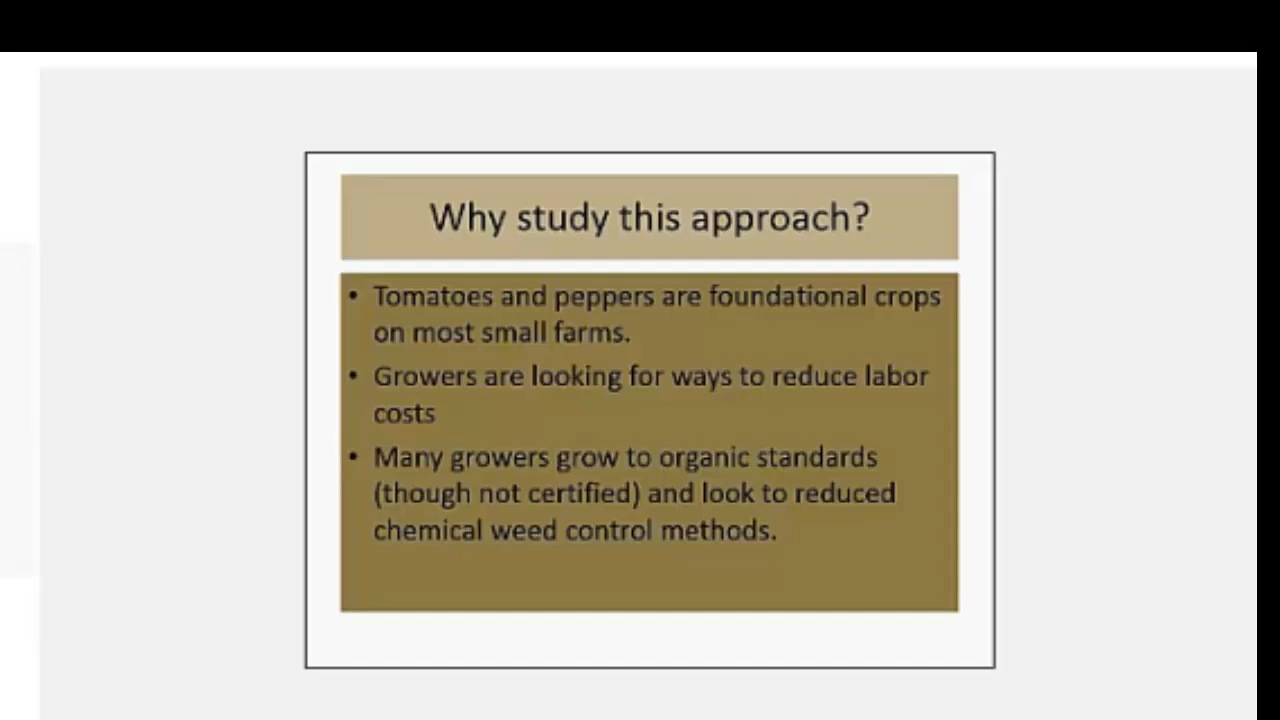 Why study this approach?
• Tomatoes and peppers are foundational crops
on most small farms.
• Growers are looking for ways to reduce labor
costs
• Many growers grow to organic standards
(though not certified) and look to reduced
chemical weed control methods.